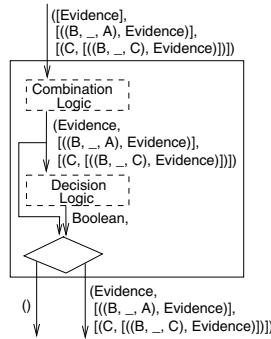 ([Evidence],
[((B, _, A), Evidence)],
[(C, [((B, _, C), Evidence)])])
Combination
Logic
(Evidence,
[((B, _, A), Evidence)],
[(C, [((B, _, C), Evidence)])])
Decision
Logic
Boolean,
()
(Evidence,
[((B, _, A), Evidence)],
[(C, [((B, _, C), Evidence)])])